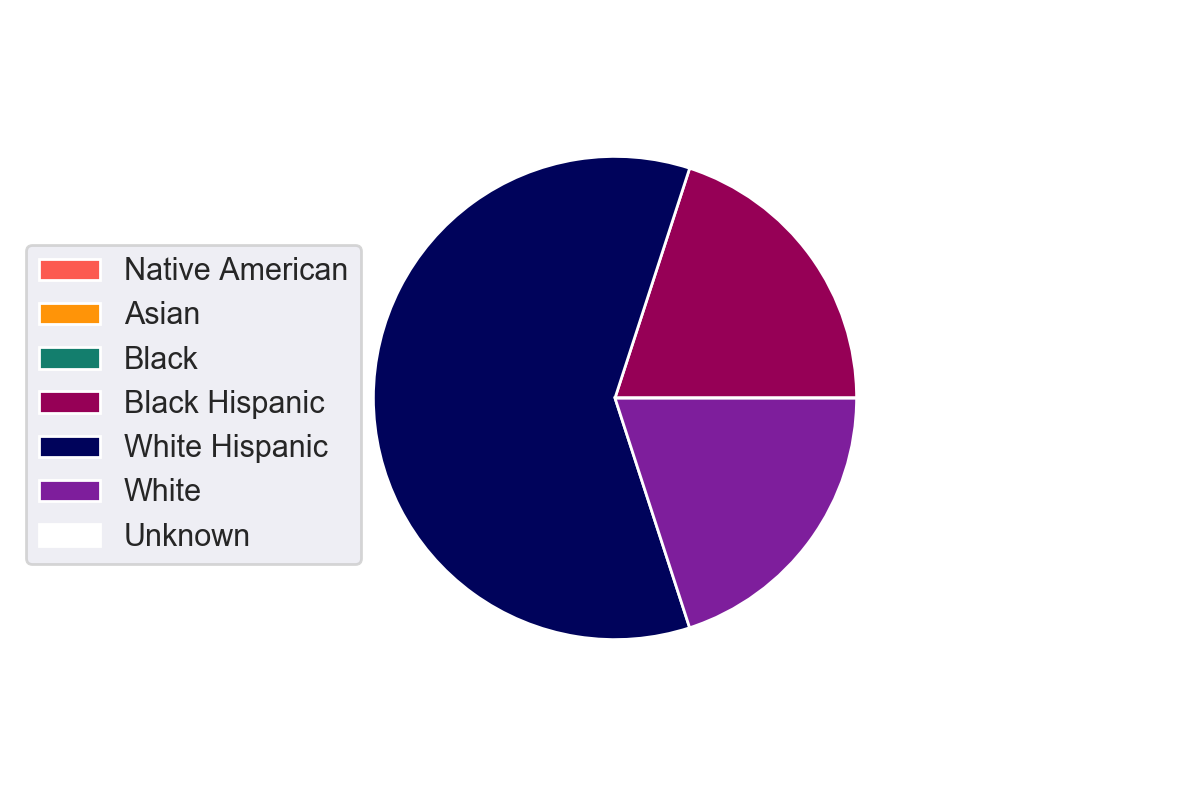 Native American
Asian
Black
Black Hispanic
White Hispanic
White
Unknown